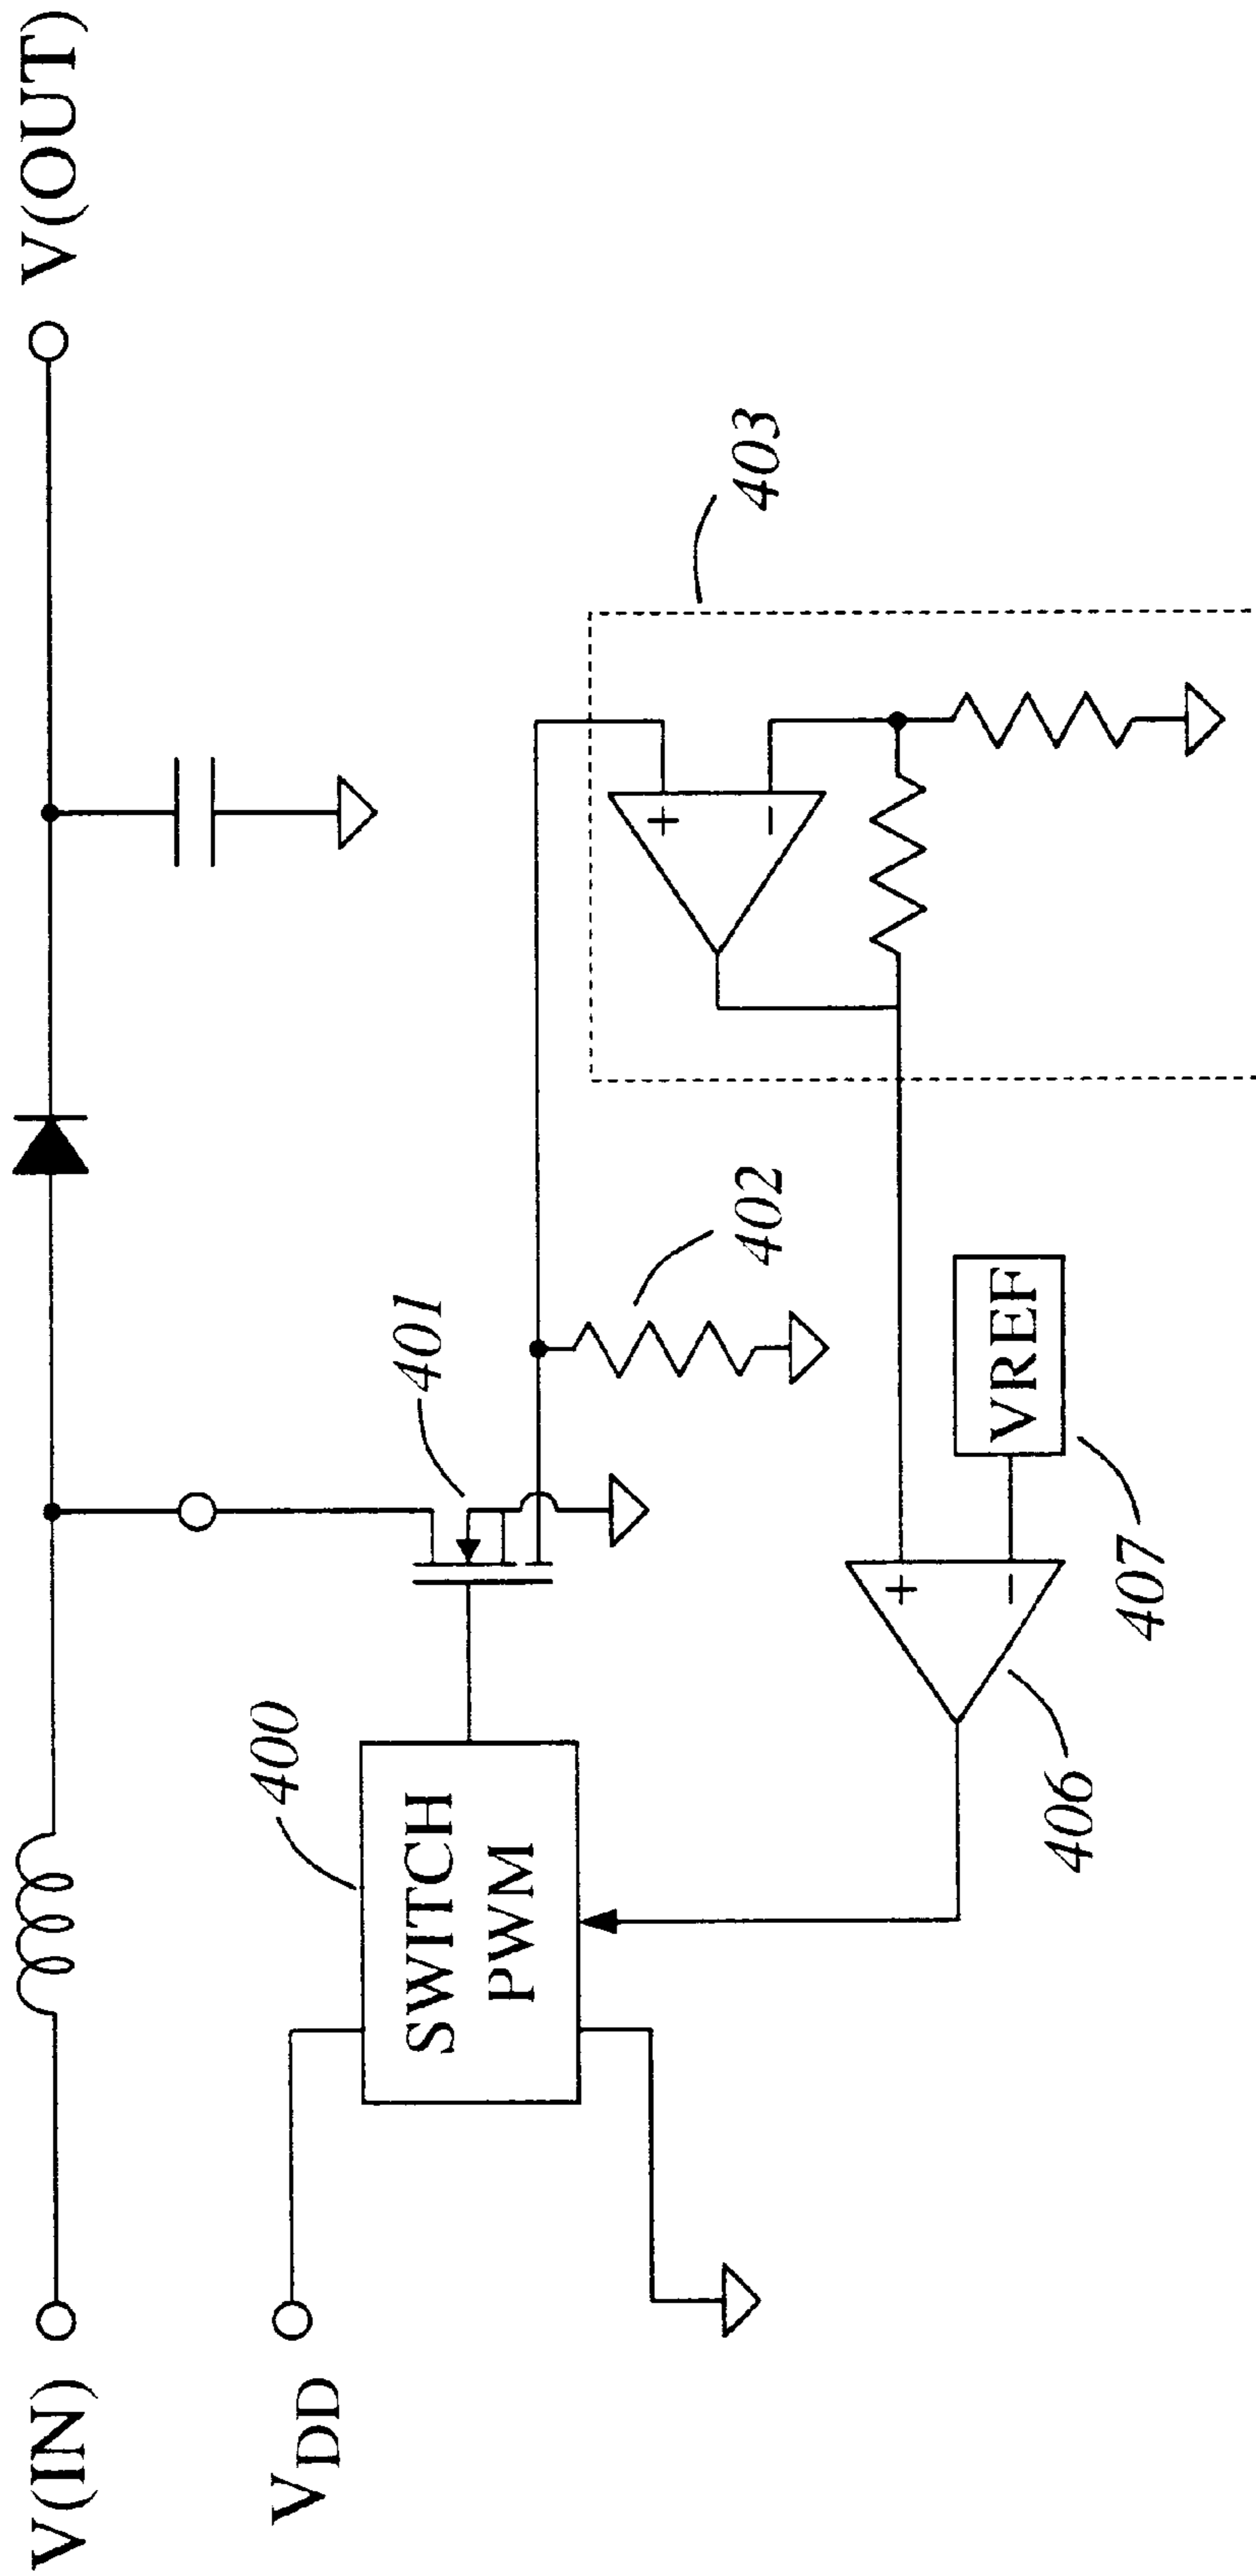 V(IN)
V(OUT)
VDD
400
SWITCH
PWM
401
402
403
+
−
+
−
VREF
406
407